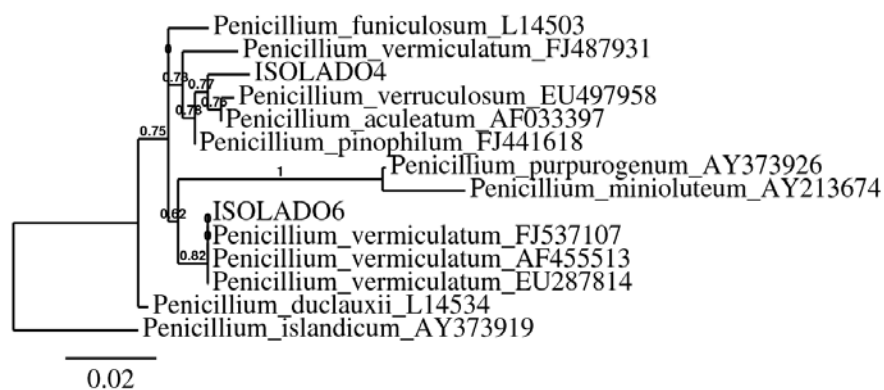 Penicillium_funiculosum_L14503
Penicillium_vermiculatum_FJ487931
0.73
0.77
ISOLADO4
Penicillium_verruculosum_EU497958
0.76
0.78
Penicillium_aculeatum_AF033397
0.75
Penicillium_pinophilum_FJ441618
Penicillium_purpurogenum_AY373926
1
Penicillium_minioluteum_AY213674
0.62
ISOLADO6
Penicillium_vermiculatum_FJ537107
0.82
Penicillium_vermiculatum_AF455513
Penicillium_vermiculatum_EU287814
Penicillium_duclauxii_L14534
Penicillium_islandicum_AY373919
0.02